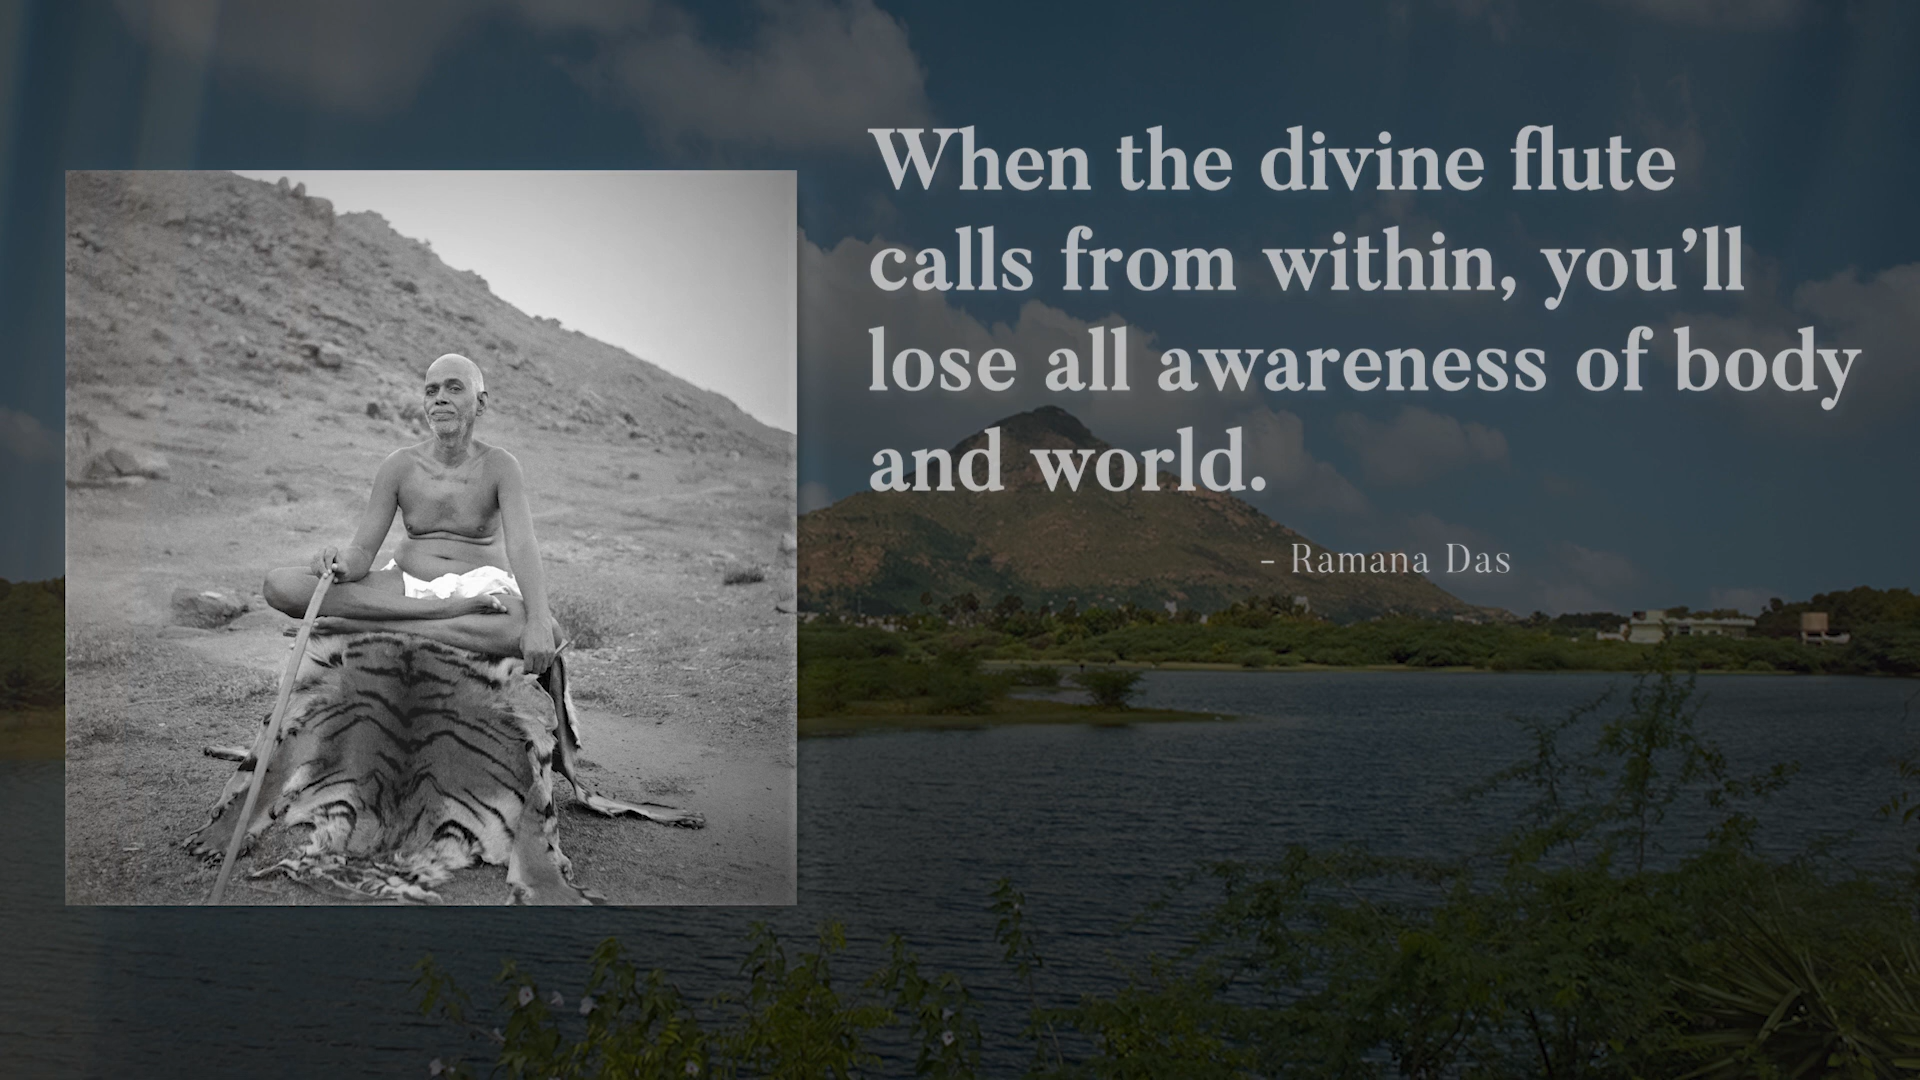 When the divine flute
calls from within, you’ll
lose all awareness of body
and world.
- Ramana Das